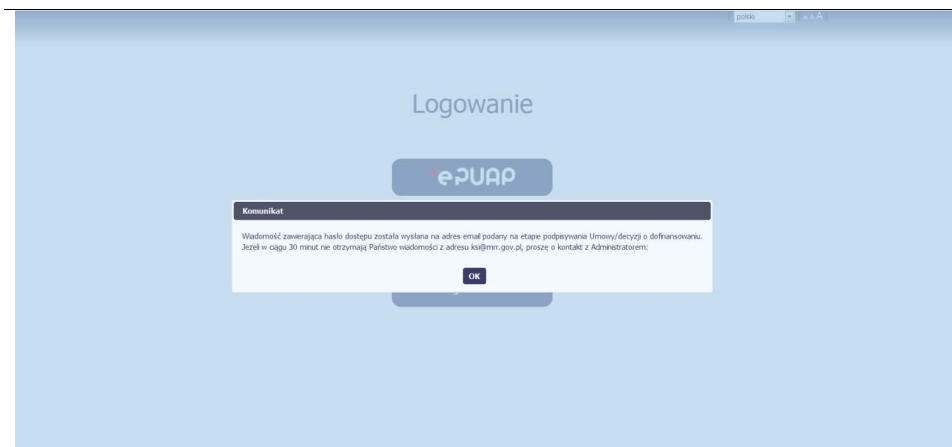 polski
A A A
Logowanie
ePUAP
Komunikat
Wiadomość zawierająca hasło dostępu została wysłana na adres email podany na etapie podpisywania Umowy/decyzji o dofinansowaniu.
Jeżeli w ciągu 30 minut nie otrzymają Państwo wiadomości z adresu ksi@mrr.gov.pl, proszę o kontakt z Administratorem:
OK